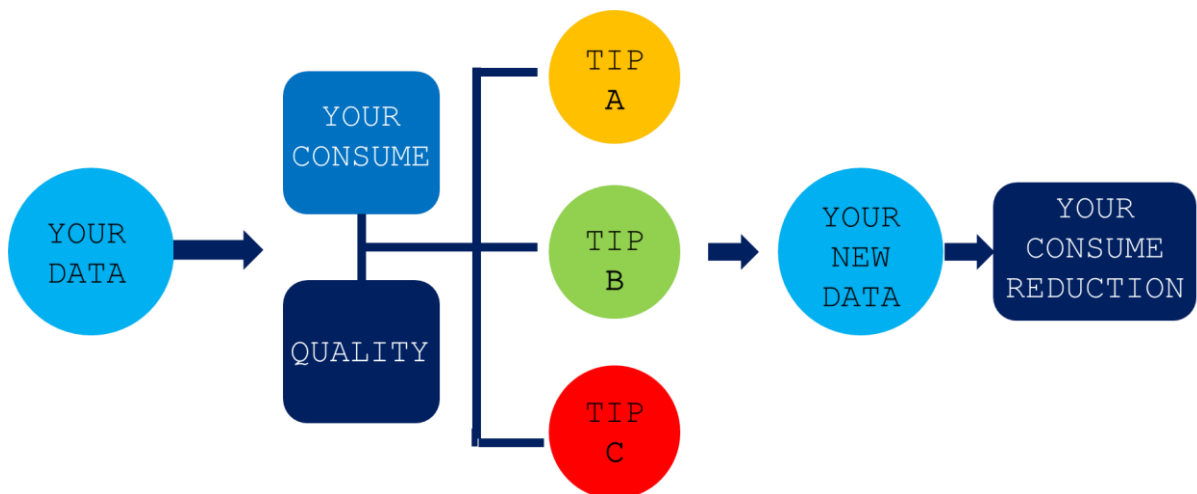 YOUR
DATA
YOUR
CONSUME
QUALITY
TIP
A
TIP
B
TIP
C
YOUR
NEW
DATA
YOUR
CONSUME
REDUCTION